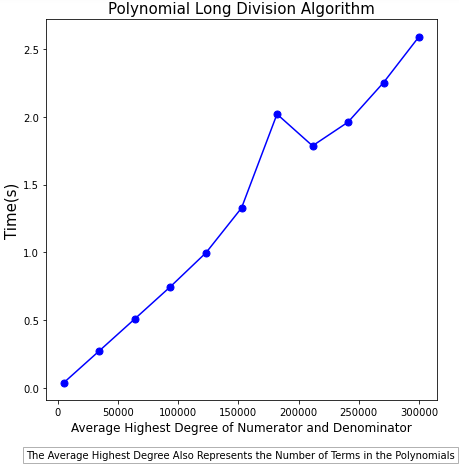 Polynomial Long Division Algorithm
Time(s)
2.5
2.0
1.5
1.0
0.5
0.0
0 50000 100000 150000 200000 250000 300000
Average Highest Degree of Numerator and Denominator
The Average Highest Degree Also Represents the Number of Terms in the Polynomials